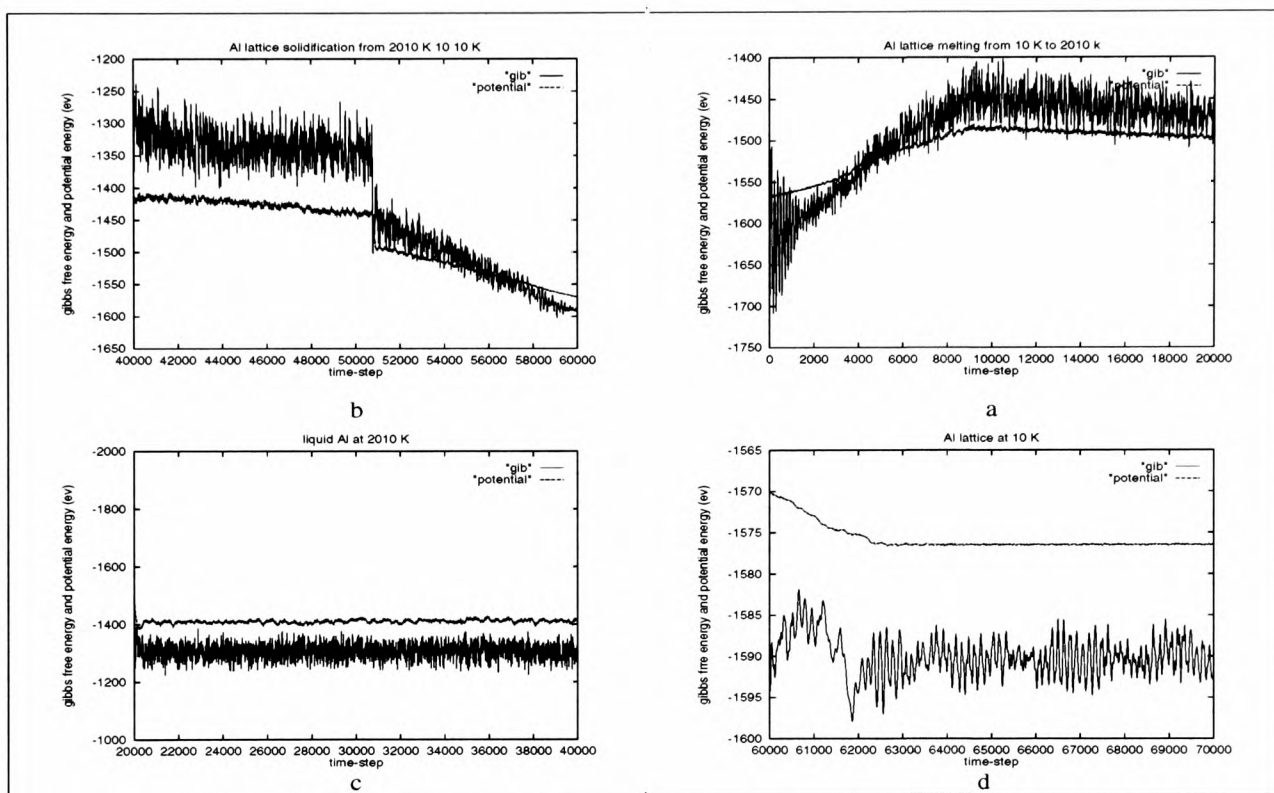 Al lattice solidification from 2010 K 10 10 K
"gib"
"potential"
gibbs free energy and potential energy (ev)
-1200
-1250
-1300
-1350
-1400
-1450
-1500
-1550
-1600
-1650
40000 42000 44000 46000 48000 50000 52000 54000 56000 58000 60000
time-step
b
Al lattice melting from 10 K to 2010 k
"gib"
"potential"
gibbs free energy and potential energy (ev)
-1400
-1450
-1500
-1550
-1600
-1650
-1700
-1750
0 2000 4000 6000 8000 10000 12000 14000 16000 18000 20000
time-step
a
liquid Al at 2010 K
"gib"
"potential"
gibbs free energy and potential energy (ev)
-2000
-1800
-1600
-1400
-1200
-1000
20000 22000 24000 26000 28000 30000 32000 34000 36000 38000 40000
time-step
c
Al lattice at 10 K
"gib"
"potential"
gibbs frre energy and potential energy (ev)
-1565
-1570
-1575
-1580
-1585
-1590
-1595
-1600
60000 61000 62000 63000 64000 65000 66000 67000 68000 69000 70000
time-step
d